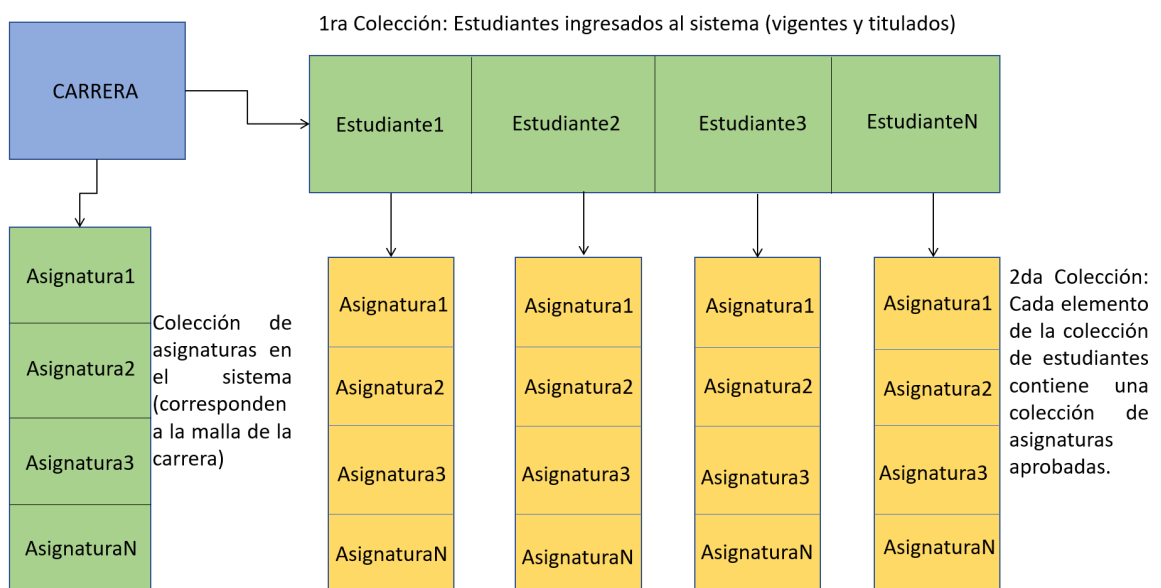 1ra Colección: Estudiantes ingresados al sistema (vigentes y titulados)
CARRERA
Estudiante1
Estudiante2
Estudiante3
EstudianteN
Asignatura1
Asignatura2
Asignatura3
AsignaturaN
Colección de
asignaturas en
el sistema
(corresponden
a la malla de la
carrera)
Asignatura1
Asignatura2
Asignatura3
AsignaturaN
Asignatura1
Asignatura2
Asignatura3
AsignaturaN
Asignatura1
Asignatura2
Asignatura3
AsignaturaN
Asignatura1
Asignatura2
Asignatura3
AsignaturaN
2da Colección:
Cada elemento
de la colección
de estudiantes
contiene una
colección de
asignaturas
aprobadas.